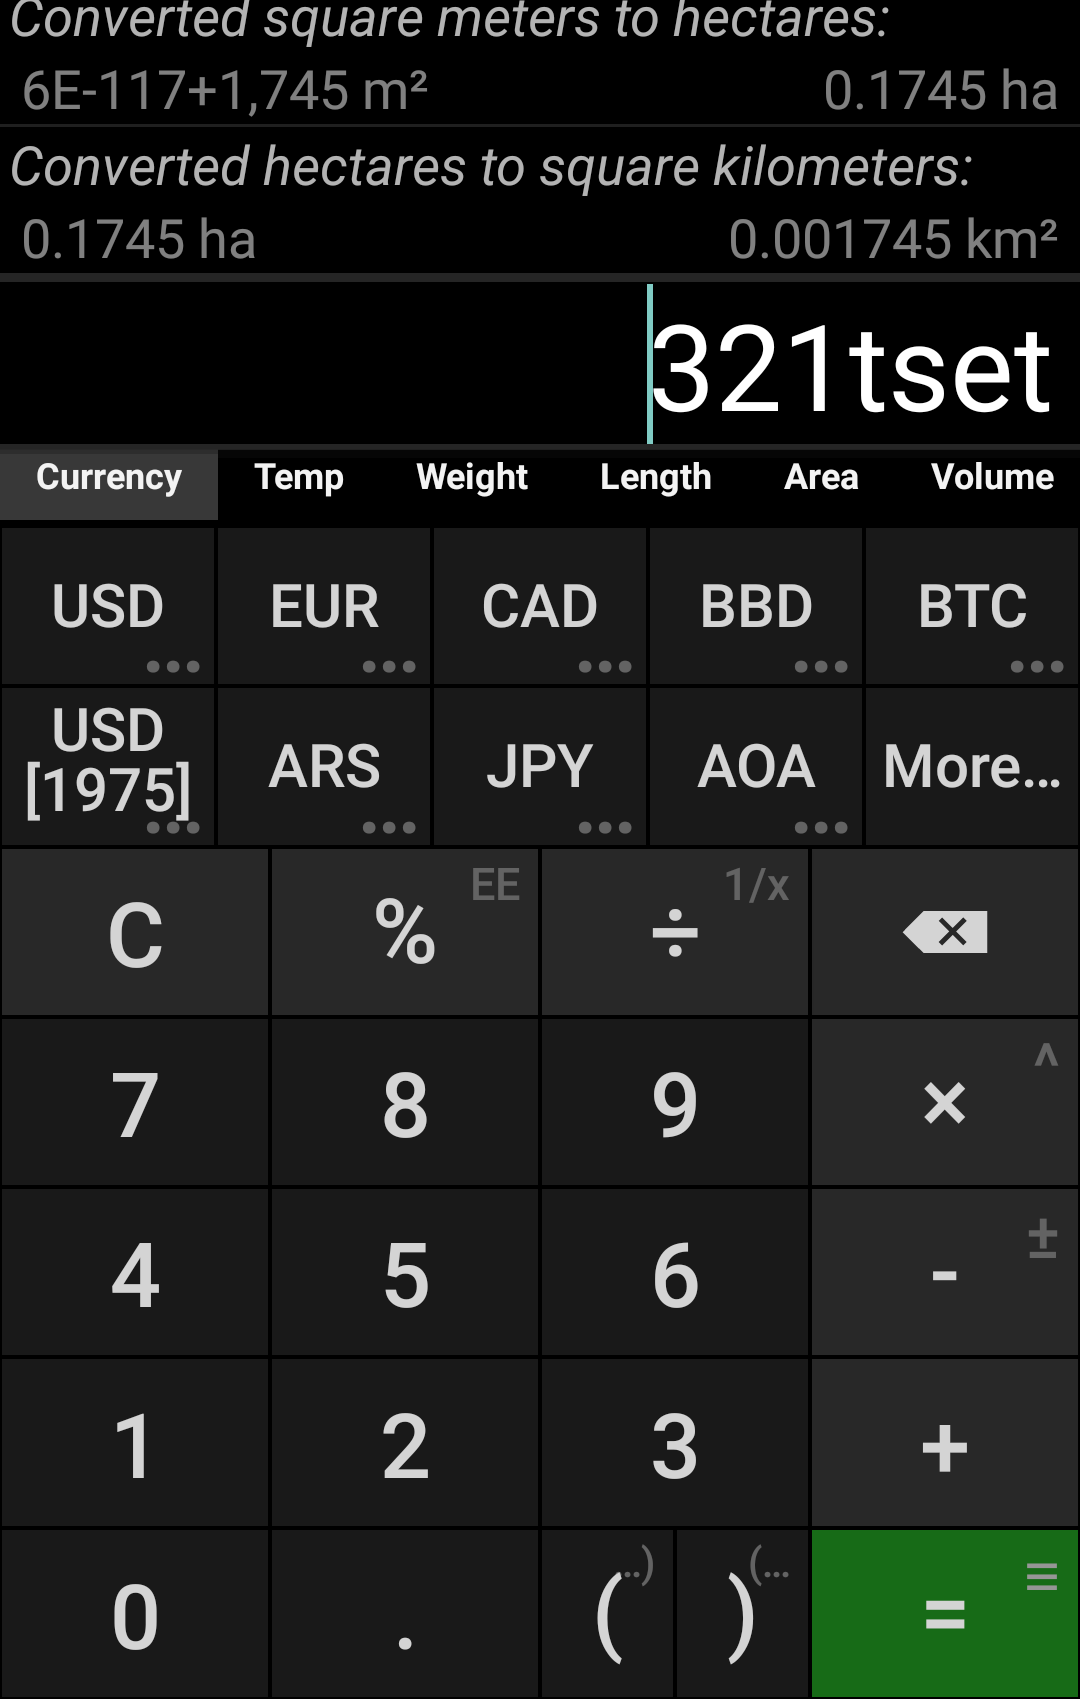 Converted square meters to hectares:
6E-117+1,745 m² 0.1745 ha
Converted hectares to square kilometers:
0.1745 ha 0.001745 km²
321tset
Currency Temp Weight Length Area Volume
USD EUR CAD BBD BTC
USD [1975] ARS JPY AOA More...
C % EE ÷ 1/x
7 8 9 × ^
4 5 6 - ±
1 2 3 +
0 . ( ..) ) (... =